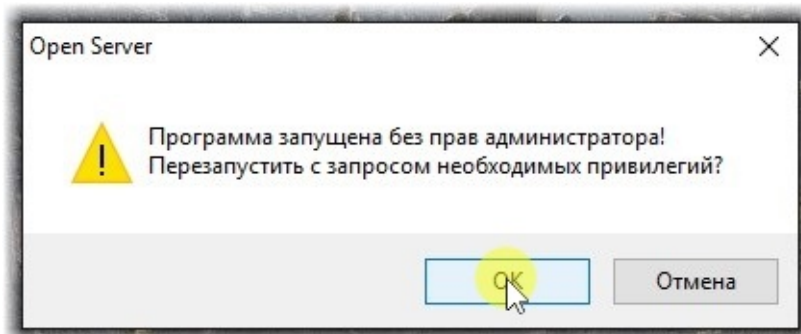 Open Server
Программа запущена без прав администратора!
Перезапустить с запросом необходимых привилегий?
OK
Отмена